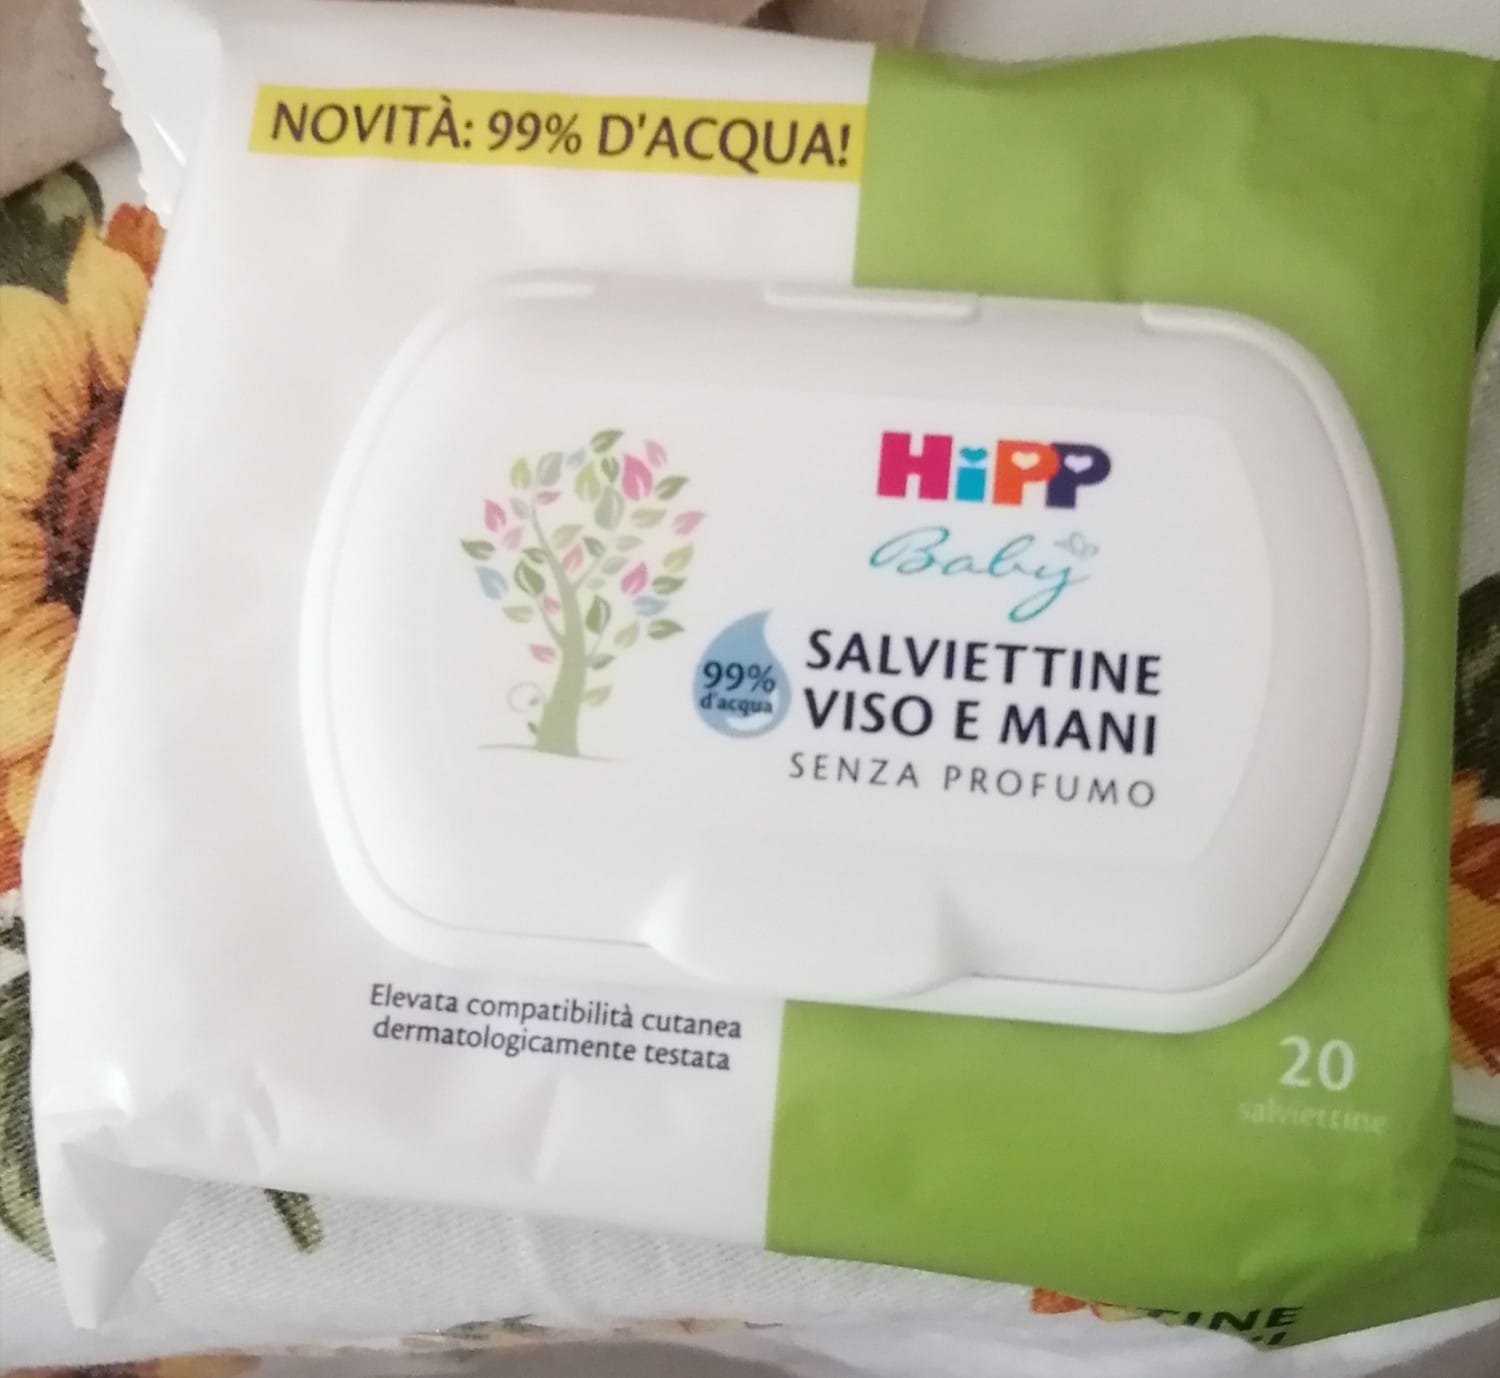 NOVITÀ: 99% D'ACQUA!
HiPP
Baby
99%
d'acqua
SALVIETTINE
VISO E MANI
SENZA PROFUMO
Elevata compatibilità cutanea
dermatologicamente testata
20
salviettine
TINE